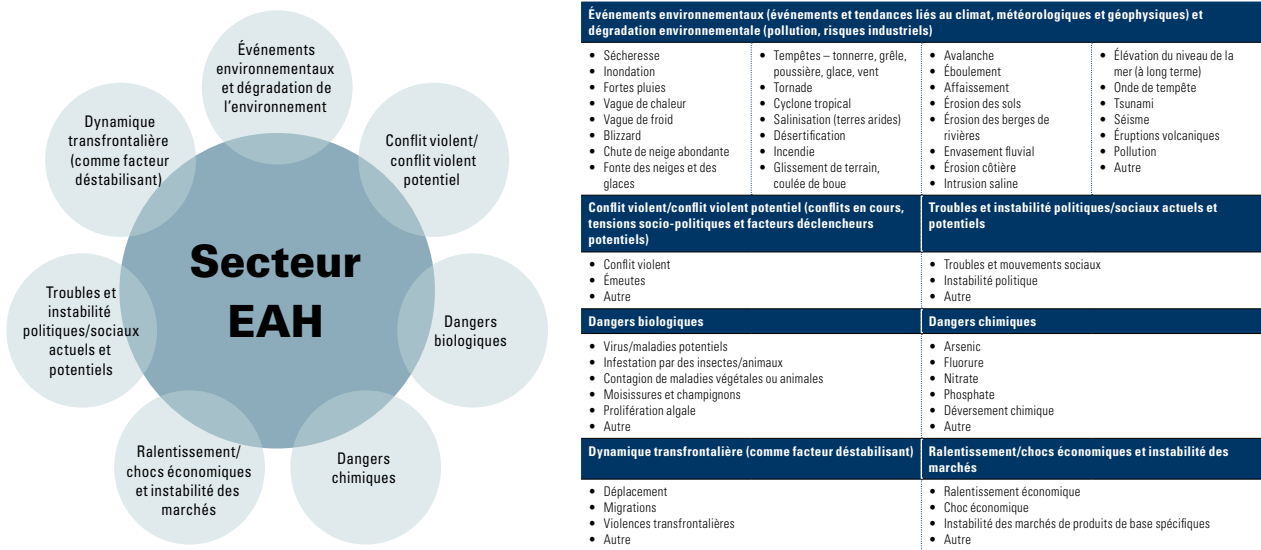 Événements
environnementaux
et dégradation de
l'environnement
Conflit violent/
conflit violent
potentiel
Dangers
biologiques
Dangers
chimiques
Ralentissement/
chocs économiques
et instabilité des
marchés
Troubles et
instabilité
politiques/sociaux
actuels et
potentiels
Dynamique
transfrontalière
(comme facteur
déstabilisant)
Secteur
EAH
Événements environnementaux (événements et tendances liés au climat, météorologiques et géophysiques) et
dégradation environnementale (pollution, risques industriels)
• Sécheresse
• Inondation
• Fortes pluies
• Vague de chaleur
• Vague de froid
• Blizzard
• Chute de neige abondante
• Fonte des neiges et des
glaces
• Tempêtes – tonnerre, grêle,
poussière, glace, vent
• Tornade
• Cyclone tropical
• Salinisation (terres arides)
• Désertification
• Incendie
• Glissement de terrain,
coulée de boue
• Avalanche
• Éboulement
• Affaissement
• Érosion des sols
• Érosion des berges de
rivières
• Envasement fluvial
• Érosion côtière
• Intrusion saline
• Élévation du niveau de la
mer (à long terme)
• Onde de tempête
• Tsunami
• Séisme
• Éruptions volcaniques
• Pollution
• Autre
Conflit violent/conflit violent potentiel (conflits en cours,
tensions socio-politiques et facteurs déclencheurs
potentiels)
• Conflit violent
• Émeutes
• Autre
Troubles et instabilité politiques/sociaux actuels et
potentiels
• Troubles et mouvements sociaux
• Instabilité politique
• Autre
Dangers biologiques
• Virus/maladies potentiels
• Infestation par des insectes/animaux
• Contagion de maladies végétales ou animales
• Moisissures et champignons
• Prolifération algale
• Autre
Dangers chimiques
• Arsenic
• Fluorure
• Nitrate
• Phosphate
• Déversement chimique
• Autre
Dynamique transfrontalière (comme facteur déstabilisant)
• Déplacement
• Migrations
• Violences transfrontalières
• Autre
Ralentissement/chocs économiques et instabilité des
marchés
• Ralentissement économique
• Choc économique
• Instabilité des marchés de produits de base spécifiques
• Autre